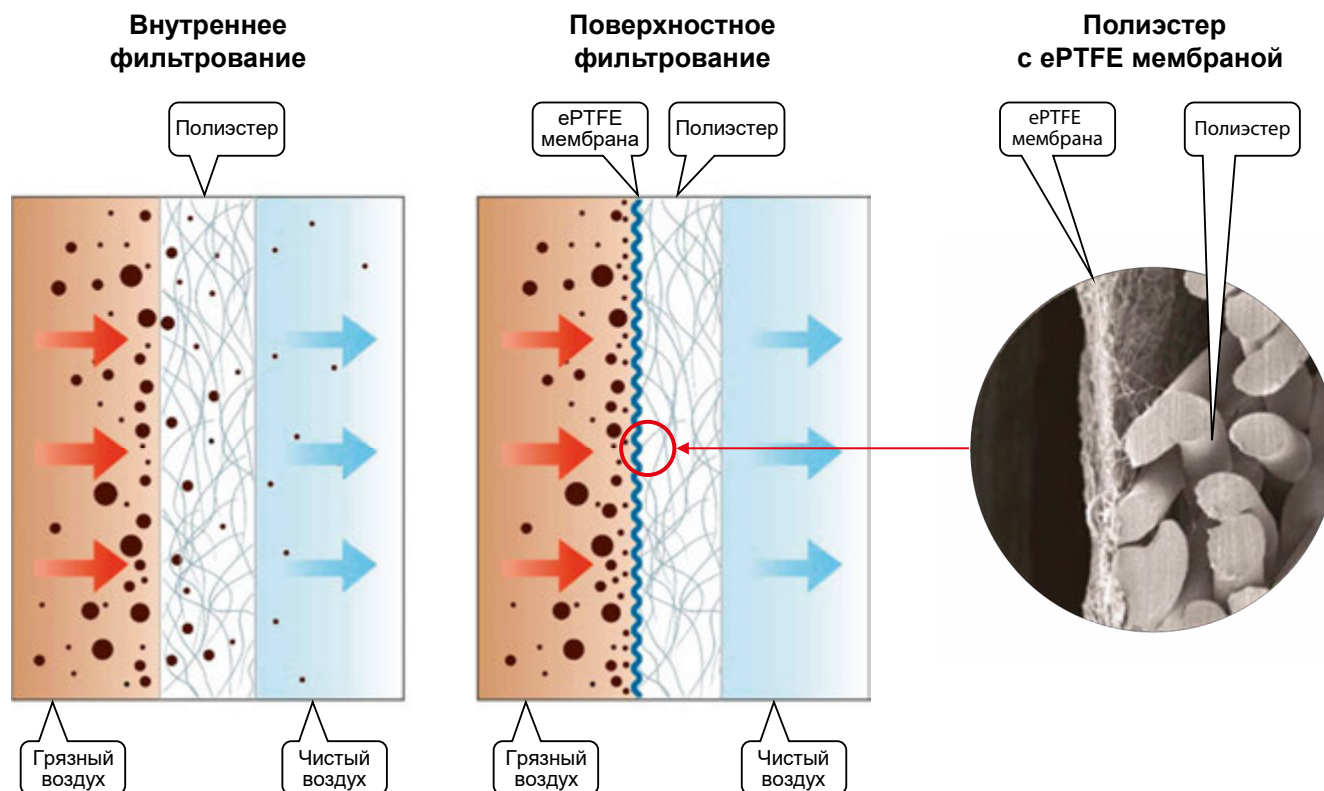 Внутреннее
фильтрование
Поверхностное
фильтрование
Полиэстер
с ePTFE мембраной
Полиэстер
ePTFE
мембрана
Полиэстер
ePTFE
мембрана
Полиэстер
Грязный
воздух
Чистый
воздух
Грязный
воздух
Чистый
воздух